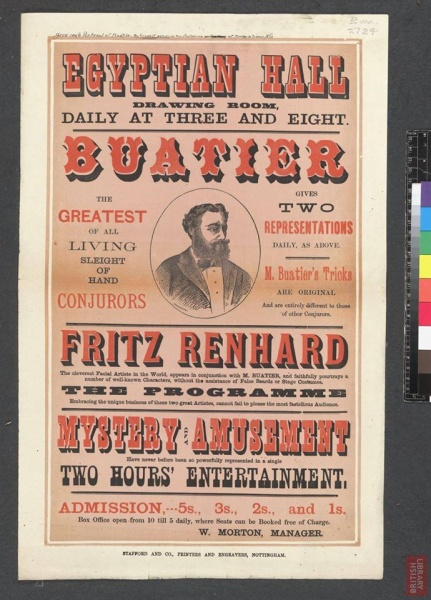 EGYPTIAN HALL
DRAWING ROOM,
DAILY AT THREE AND EIGHT.
BUATIER
THE
GREATEST
OF ALL
LIVING
SLEIGHT
OF
HAND
CONJURORS
GIVES
TWO
REPRESENTATIONS
DAILY, AS ABOVE.
M. Buatier's Tricks
ARE ORIGINAL
And are entirely different to those
of other Conjurors.
FRITZ RENHARD
The cleverest Facial Artiste in the World, appears in conjunction with M. BUATIER, and faithfully pourtrays a
number of well-known Characters, without the assistance of False Beards or Stage Costumes.
THE PROGRAMME
Embracing the unique business of these two great Artistes, cannot fail to please the most fastidious Audience.
MYSTERY AND AMUSEMENT
Have never before been so powerfully represented in a single
TWO HOURS' ENTERTAINMENT.
ADMISSION,---5s., 3s., 2s., and 1s.
Box Office open from 10 till 5 daily, where Seats can be Booked free of Charge.
W. MORTON, MANAGER.
STAFFORD AND CO., PRINTERS AND ENGRAVERS, NOTTINGHAM.
BRITISH
LIBRARY